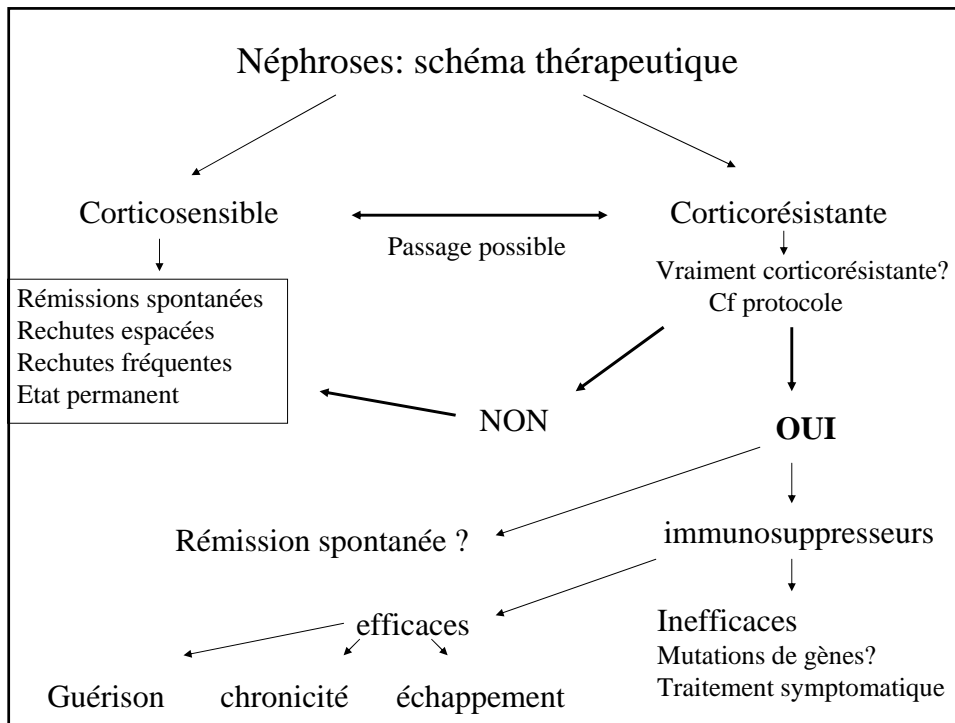 Néphroses: schéma thérapeutique
Corticosensible
Corticorésistante
Passage possible
Vraiment corticorésistante?
Cf protocole
Rémissions spontanées
Rechutes espacées
Rechutes fréquentes
Etat permanent
NON
OUI
Rémission spontanée ?
immunosuppresseurs
efficaces
Inefficaces
Mutations de gènes?
Traitement symptomatique
Guérison
chronicité
échappement